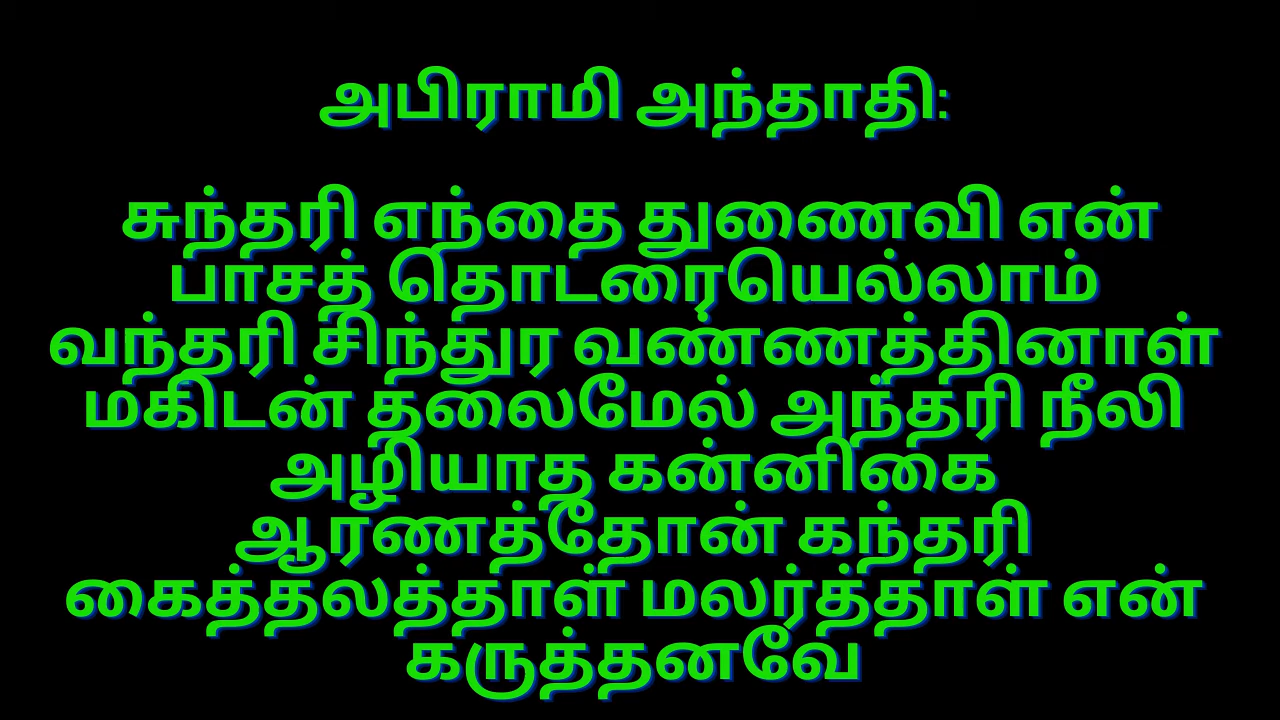 அபிராமி அந்தாதி:
சுந்தரி எந்தை துணைவி என்
பாசத் தொடரையெல்லாம்
வந்தரி சிந்துர வண்ணத்தினாள்
மகிடன் தலைமேல் அந்தரி நீலி
அழியாத கன்னிகை
ஆரணத்தோன் கந்தரி
கைத்தலத்தாள் மலர்த்தாள் என்
கருத்தனவே